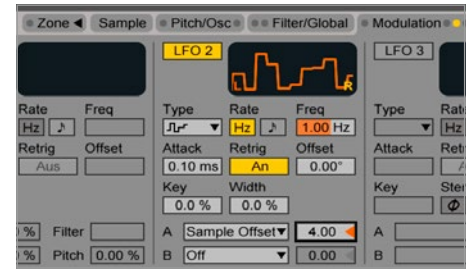 Zone ◀ Sample Pitch/Osc Filter/Global Modulation
LFO 2 LFO 3
R
Rate Freq Type Rate Freq Type
Hz ♪ ▼ Hz ♪ 1.00 Hz ▼ Hz
Retrig Offset Attack Retrig Offset Attack
Aus 0.10 ms An 0.00°
Key Width Key
0.0 % 0.0 % Φ
% Filter A Sample Offset▼ 4.00 A
% Pitch 0.00 % B Off ▼ 0.00 B